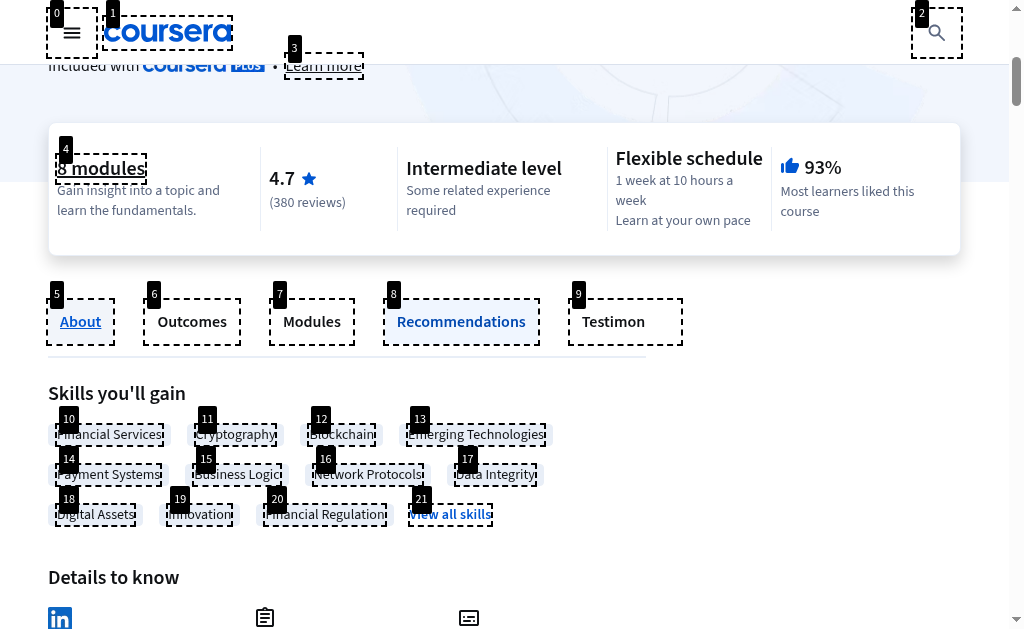 0
1
coursera
2
included with coursera PLUS
•
3
Learn more
4
8 modules
Gain insight into a topic and
learn the fundamentals.
4.7
(380 reviews)
Intermediate level
Some related experience
required
Flexible schedule
1 week at 10 hours a
week
Learn at your own pace
93%
Most learners liked this
course
5
About
6
Outcomes
7
Modules
8
Recommendations
9
Testimon
Skills you'll gain
10
Financial Services
11
Cryptography
12
Blockchain
13
Emerging Technologies
14
Payment Systems
15
Business Logic
16
Network Protocols
17
Data Integrity
18
Digital Assets
19
Innovation
20
Financial Regulation
21
View all skills
Details to know
in